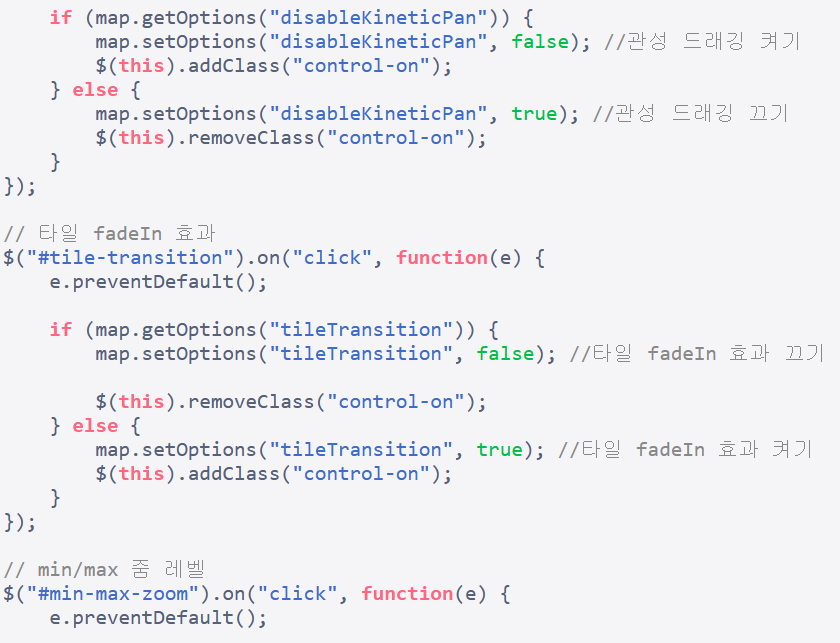 if (map.getOptions("disableKineticPan")) {
        map.setOptions("disableKineticPan", false); //관성 드래깅 켜기
        $(this).addClass("control-on");
    } else {
        map.setOptions("disableKineticPan", true); //관성 드래깅 끄기
        $(this).removeClass("control-on");
    }
});

// 타일 fadeIn 효과
$("#tile-transition").on("click", function(e) {
    e.preventDefault();

    if (map.getOptions("tileTransition")) {
        map.setOptions("tileTransition", false); //타일 fadeIn 효과 끄기

        $(this).removeClass("control-on");
    } else {
        map.setOptions("tileTransition", true); //타일 fadeIn 효과 켜기
        $(this).addClass("control-on");
    }
});

// min/max 줌 레벨
$("#min-max-zoom").on("click", function(e) {
    e.preventDefault();